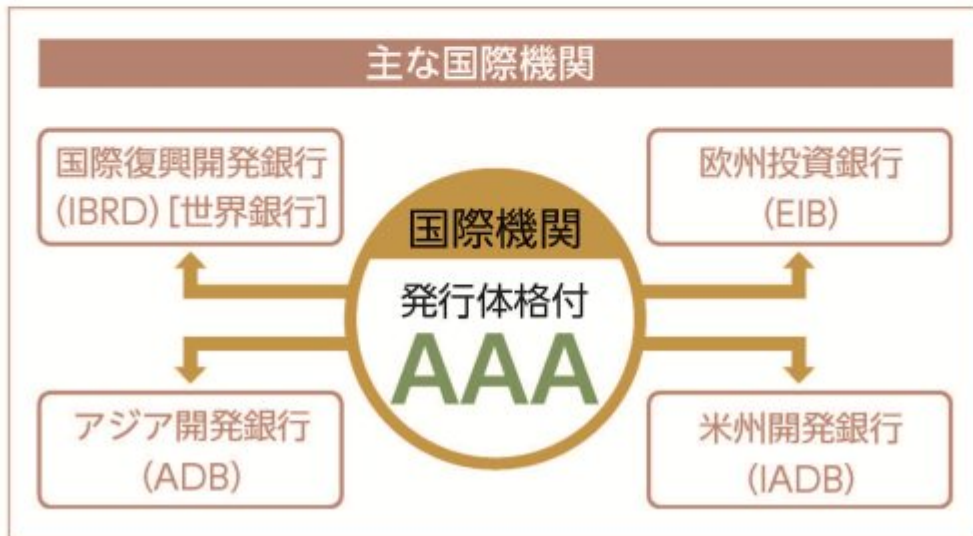 主な国際機関
国際復興開発銀行
(IBRD) [世界銀行]
欧州投資銀行
(EIB)
国際機関
発行体格付
AAA
アジア開発銀行
(ADB)
米州開発銀行
(IADB)